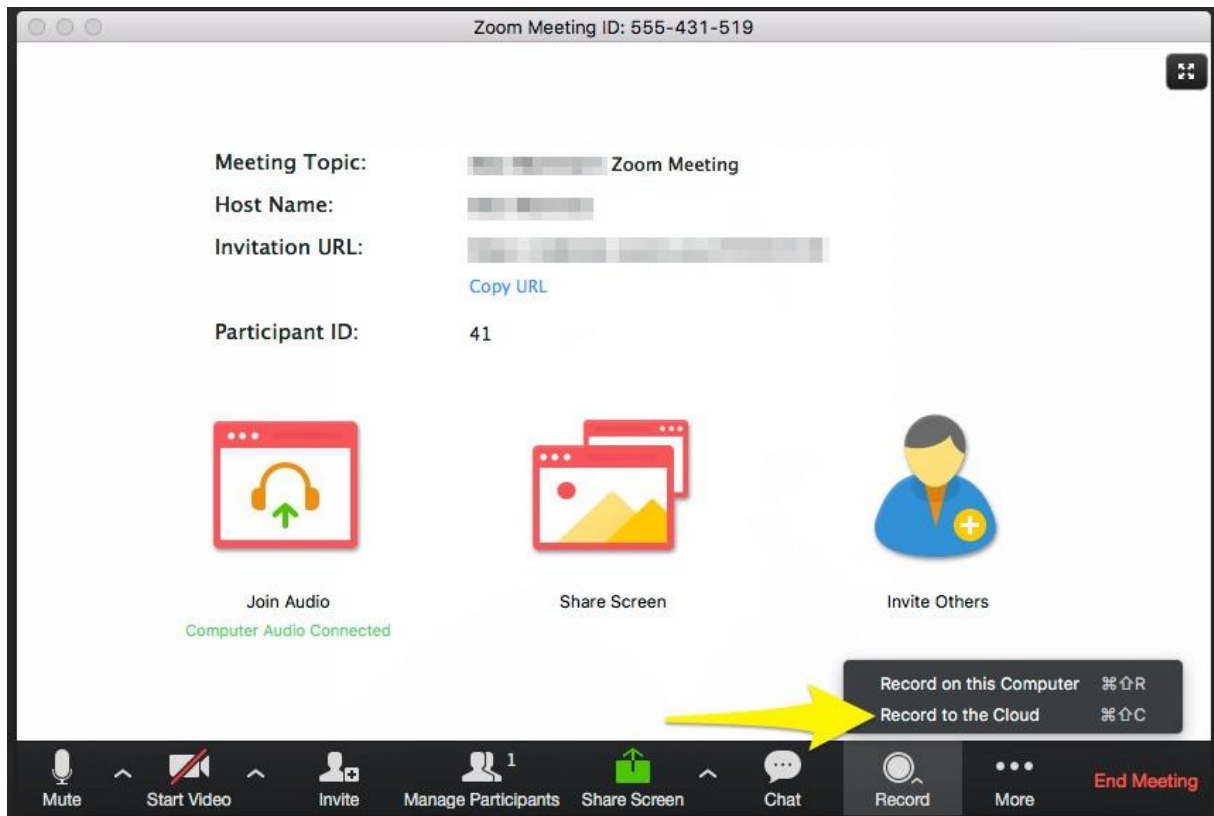 Zoom Meeting ID: 555-431-519
Meeting Topic: Zoom Meeting
Host Name:
Invitation URL:
Copy URL
Participant ID: 41
Join Audio Share Screen Invite Others
Computer Audio Connected
Record on this Computer ⌘⇧R
Record to the Cloud ⌘⇧C
1
Mute Start Video Invite Manage Participants Share Screen Chat Record More End Meeting